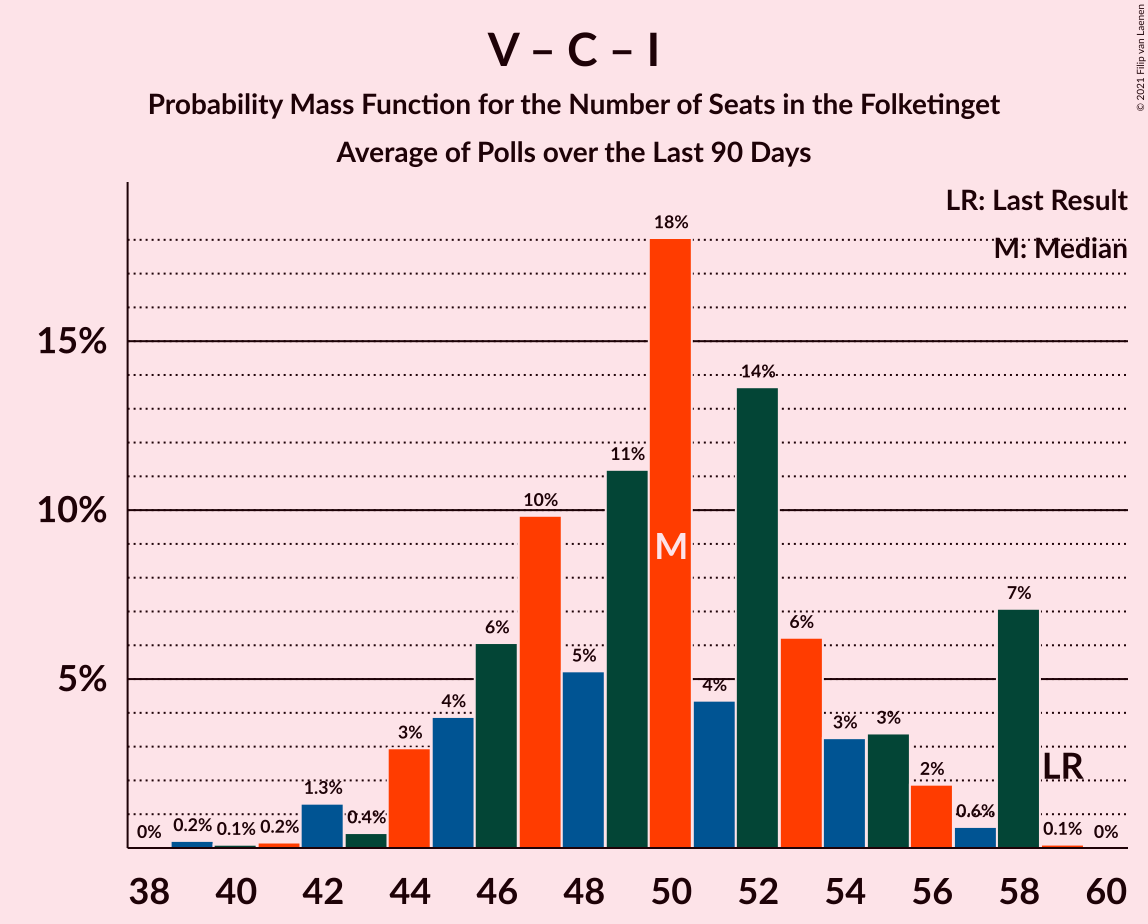 V – C – I
Probability Mass Function for the Number of Seats in the Folketinget
Average of Polls over the Last 90 Days
© 2021 Filip van Laenen
LR: Last Result
M: Median
15%
10%
5%
0%
0.2%
0.1%
0.2%
1.3%
0.4%
3%
4%
6%
10%
5%
11%
18%
4%
14%
6%
3%
3%
2%
0.6%
7%
0.1%
0%
M
LR
38 40 42 44 46 48 50 52 54 56 58 60